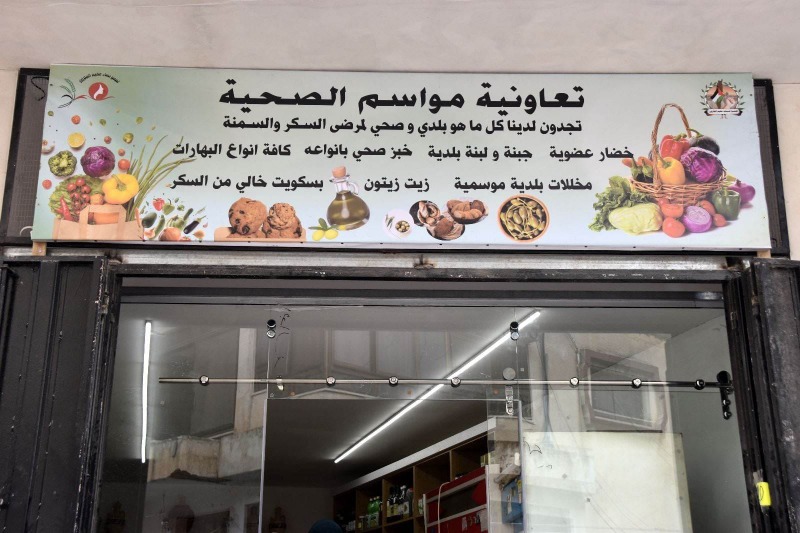 تعاونية مواسم الصحية
تجدون لدينا كل ما هو بلدي و صحي لمرضى السكر والسمنة
خضار عضوية جبنة و لبنة بلدية خبز صحي بانواعه كافة انواع البهارات
مخللات بلدية موسمية زيت زيتون بسكويت خالي من السكر